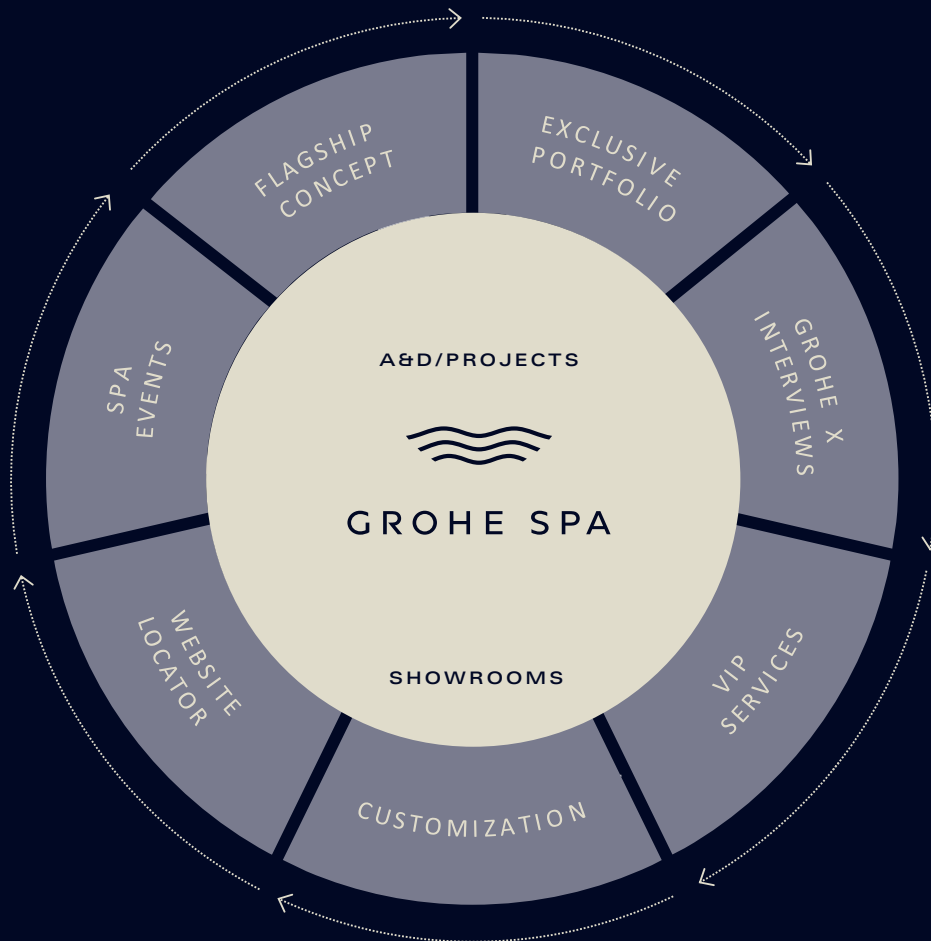 FLAGSHIP
CONCEPT
EXCLUSIVE
PORTFOLIO
GROHE X
INTERVIEWS
VIP
SERVICES
CUSTOMIZATION
WEBSITE
LOCATOR
SPA
EVENTS
A&D/PROJECTS
GROHE SPA
SHOWROOMS